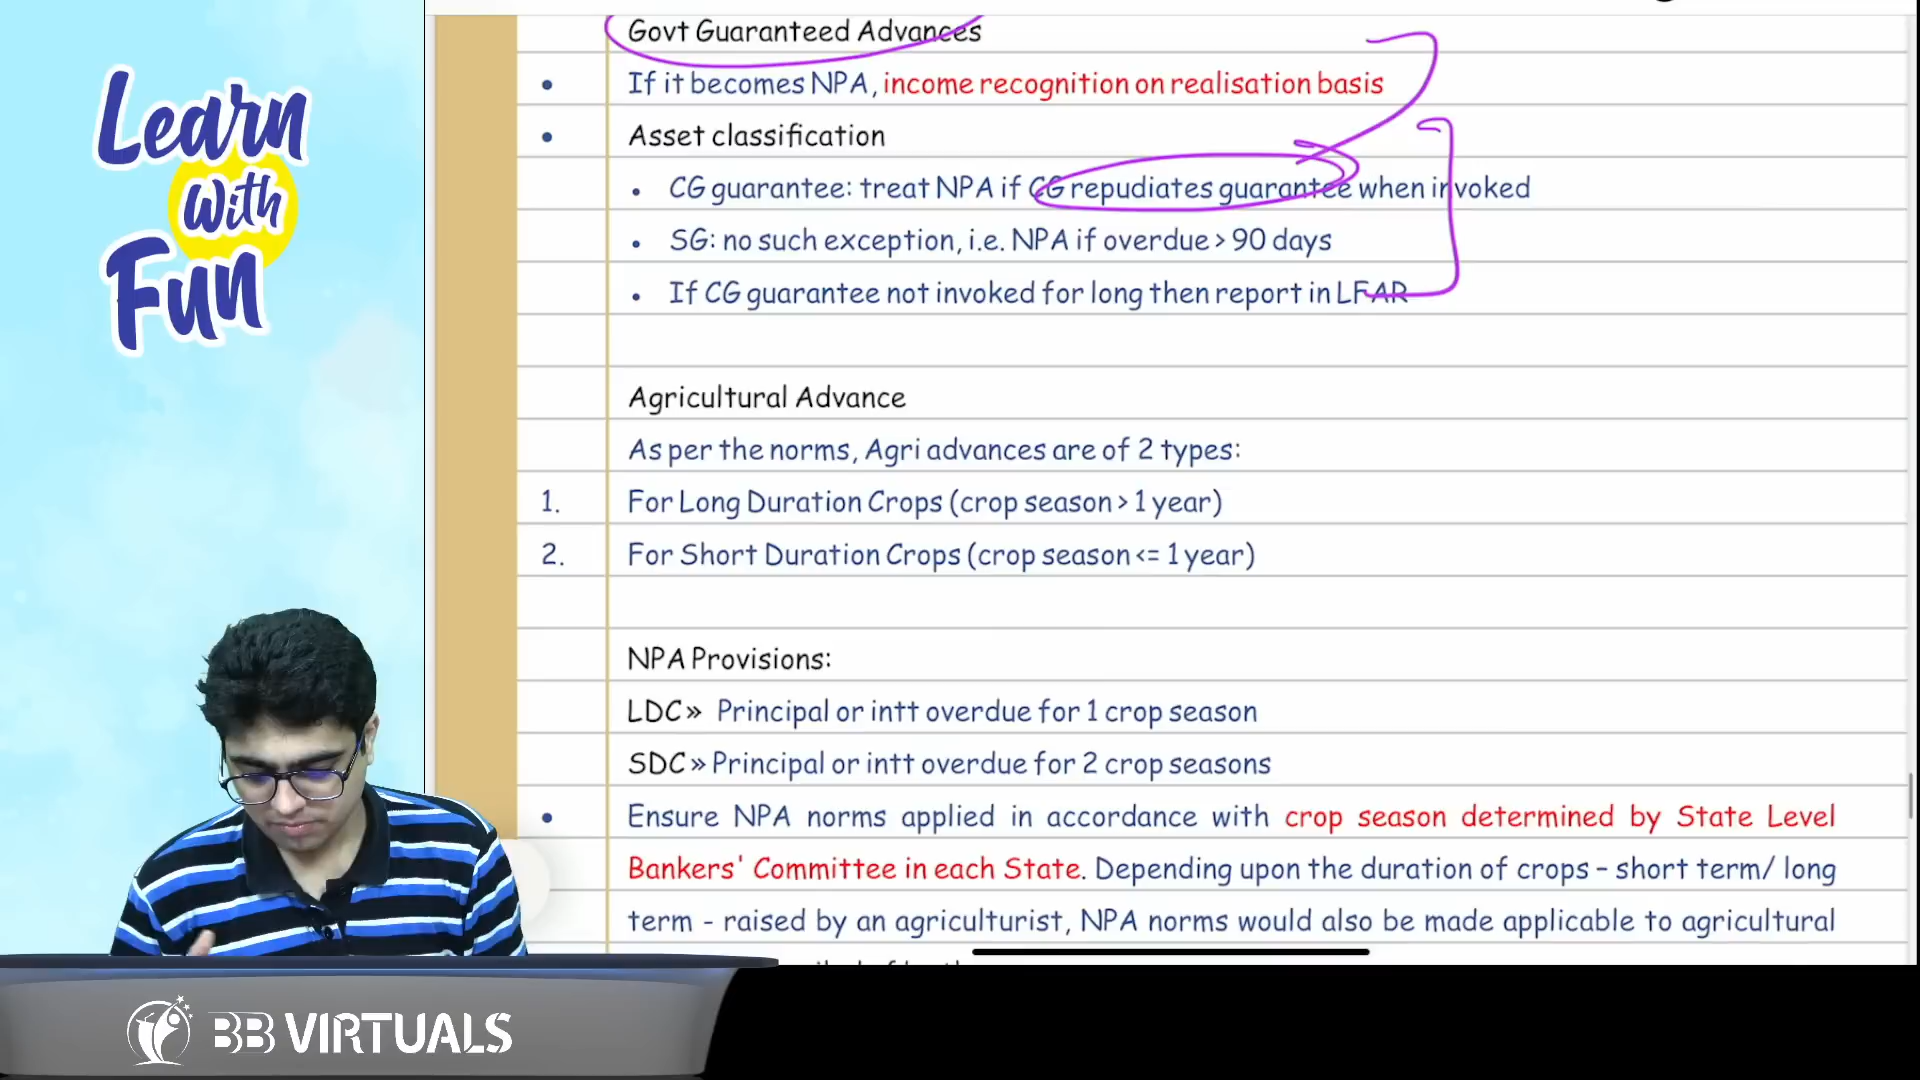 Learn
With
Fun
Govt Guaranteed Advances
• If it becomes NPA, income recognition on realisation basis
• Asset classification
• CG guarantee: treat NPA if CG repudiates guarantee when invoked
• SG: no such exception, i.e. NPA if overdue > 90 days
• If CG guarantee not invoked for long then report in LFAR
Agricultural Advance
As per the norms, Agri advances are of 2 types:
1. For Long Duration Crops (crop season > 1 year)
2. For Short Duration Crops (crop season <= 1 year)
NPA Provisions:
LDC» Principal or intt overdue for 1 crop season
SDC» Principal or intt overdue for 2 crop seasons
• Ensure NPA norms applied in accordance with crop season determined by State Level
Bankers' Committee in each State. Depending upon the duration of crops – short term/ long
term - raised by an agriculturist, NPA norms would also be made applicable to agricultural
BB VIRTUALS